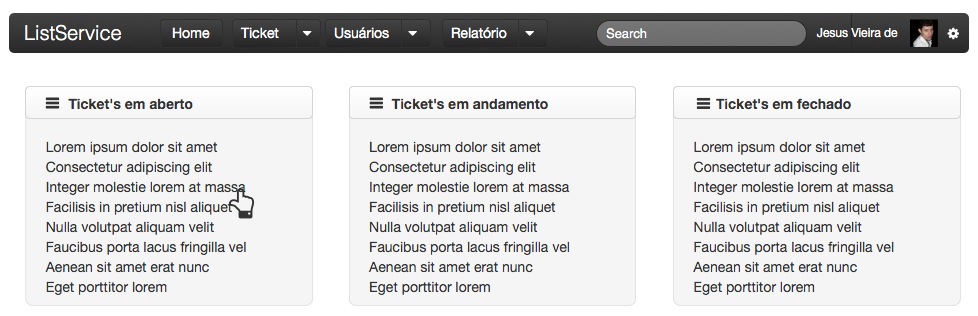 ListService Home Ticket Usuários Relatório Search Jesus Vieira de
Ticket's em aberto
Lorem ipsum dolor sit amet
Consectetur adipiscing elit
Integer molestie lorem at massa
Facilisis in pretium nisl aliquet
Nulla volutpat aliquam velit
Faucibus porta lacus fringilla vel
Aenean sit amet erat nunc
Eget porttitor lorem
Ticket's em andamento
Lorem ipsum dolor sit amet
Consectetur adipiscing elit
Integer molestie lorem at massa
Facilisis in pretium nisl aliquet
Nulla volutpat aliquam velit
Faucibus porta lacus fringilla vel
Aenean sit amet erat nunc
Eget porttitor lorem
Ticket's em fechado
Lorem ipsum dolor sit amet
Consectetur adipiscing elit
Integer molestie lorem at massa
Facilisis in pretium nisl aliquet
Nulla volutpat aliquam velit
Faucibus porta lacus fringilla vel
Aenean sit amet erat nunc
Eget porttitor lorem